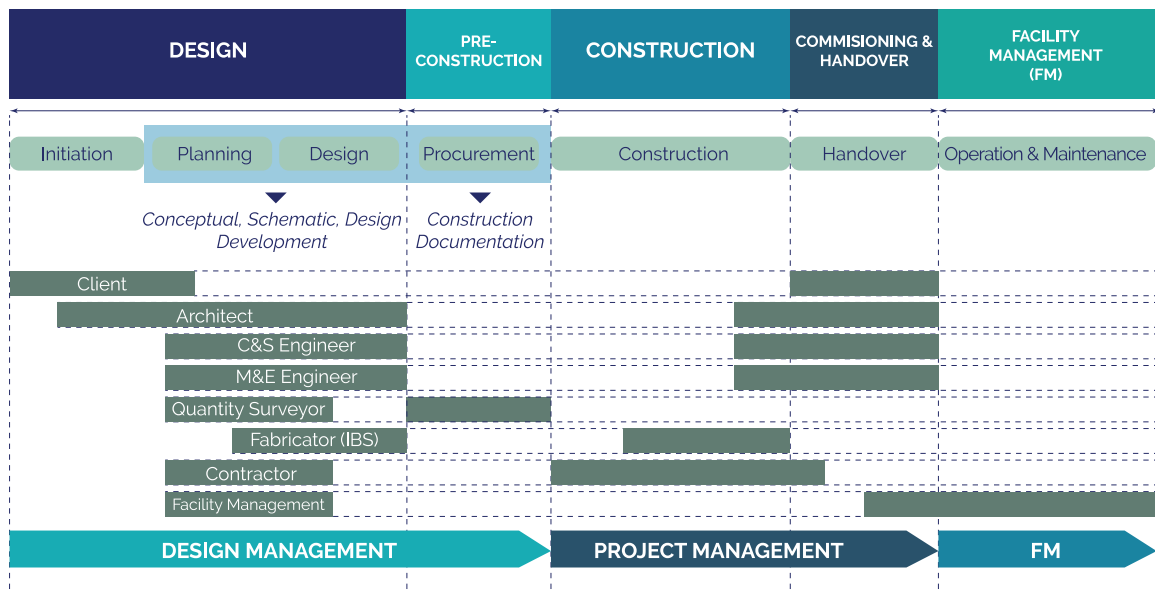 DESIGN
PRE-
CONSTRUCTION
CONSTRUCTION
COMMISIONING &
HANDOVER
FACILITY
MANAGEMENT
(FM)
Initiation
Planning
Design
Procurement
Construction
Handover
Operation & Maintenance
Conceptual, Schematic, Design
Development
Construction
Documentation
Client
Architect
C&S Engineer
M&E Engineer
Quantity Surveyor
Fabricator (IBS)
Contractor
Facility Management
DESIGN MANAGEMENT
PROJECT MANAGEMENT
FM